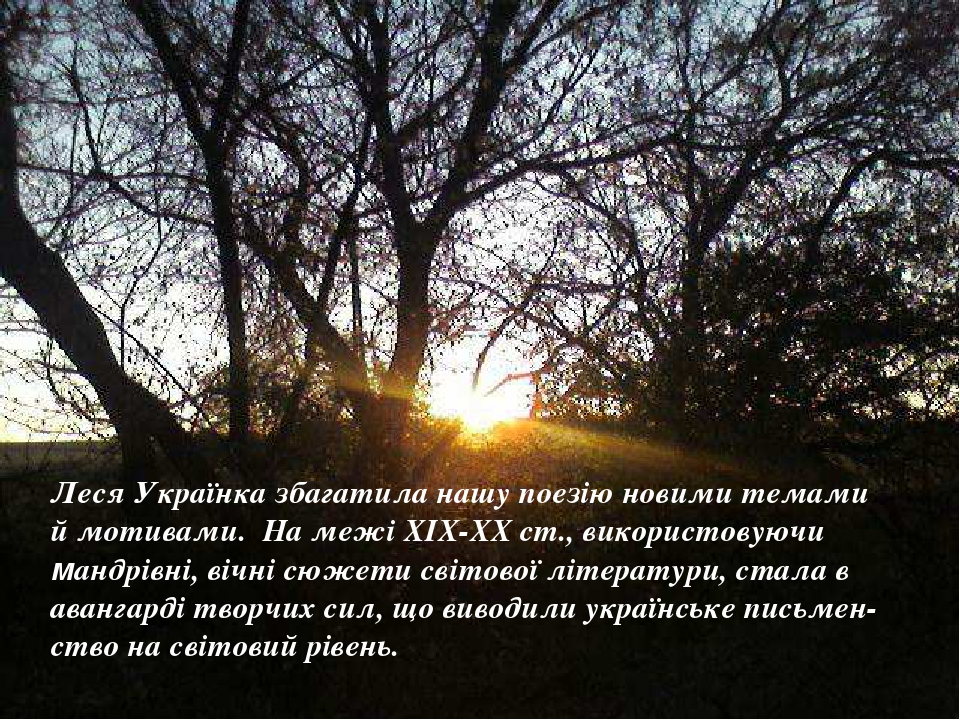 Леся Українка збагатила нашу поезію новими темами
й мотивами. На межі XIX-XX ст., використовуючи
мандрівні, вічні сюжети світової літератури, стала в
авангарді творчих сил, що виводили українське письмен-
ство на світовий рівень.